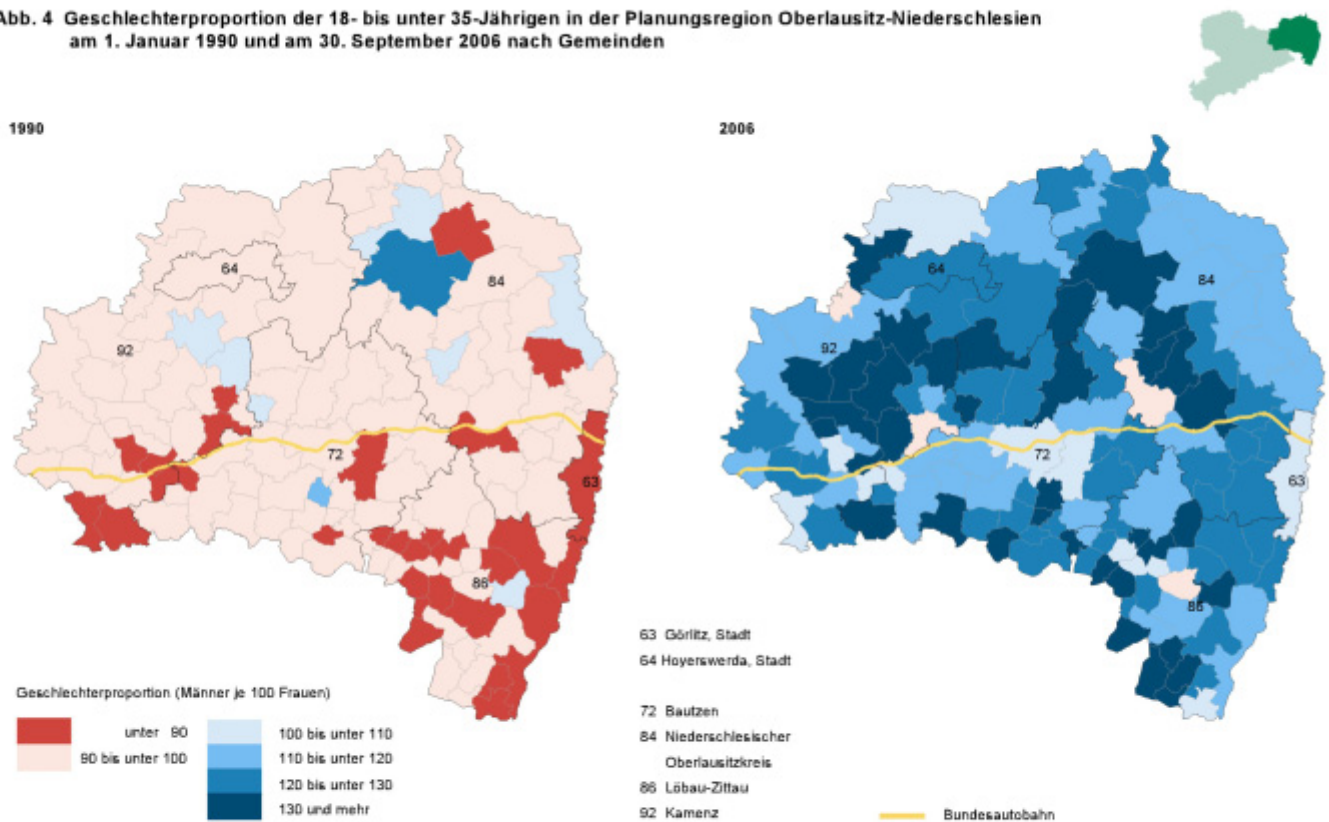 Abb. 4 Geschlechterproportion der 18- bis unter 35-Jährigen in der Planungsregion Oberlausitz-Niederschlesien
am 1. Januar 1990 und am 30. September 2006 nach Gemeinden
1990
2006
64
84
92
72
63
86
64
84
92
72
63
86
Geschlechterproportion (Männer je 100 Frauen)
unter 90
90 bis unter 100
100 bis unter 110
110 bis unter 120
120 bis unter 130
130 und mehr
63 Görlitz, Stadt
64 Hoyerswerda, Stadt
72 Bautzen
84 Niederschlesischer
Oberlausitzkreis
86 Löbau-Zittau
92 Kamenz
Bundesautobahn